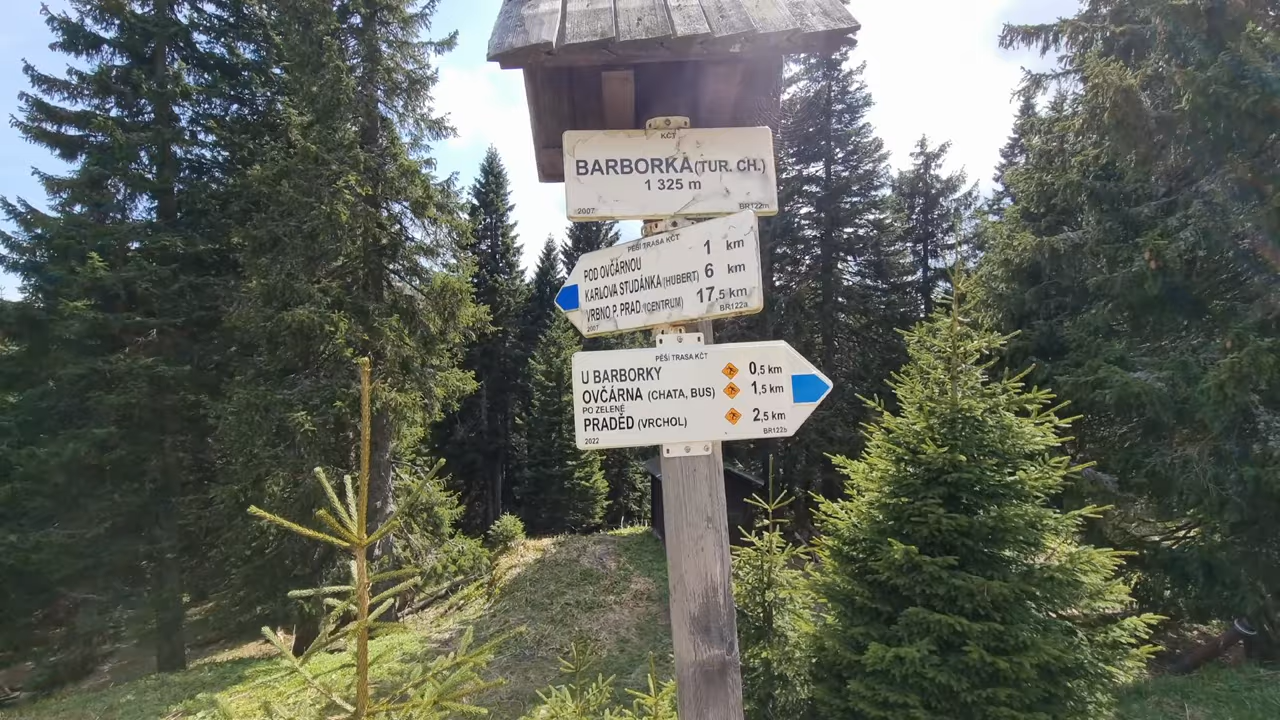 KČT
BARBORKA (TUR. CH.)
1 325 m
2007 BR122m
PĚŠÍ TRASA KČT
POD OVČÁRNOU 1 km
KARLOVA STUDÁNKA (HUBERT) 6 km
VRBNO P. PRAD. (CENTRUM) 17,5 km
2007 BR122a
PĚŠÍ TRASA KČT
U BARBORKY 0,5 km
OVČÁRNA (CHATA, BUS) 1,5 km
PO ZELENÉ
PRADĚD (VRCHOL) 2,5 km
2022 BR122b